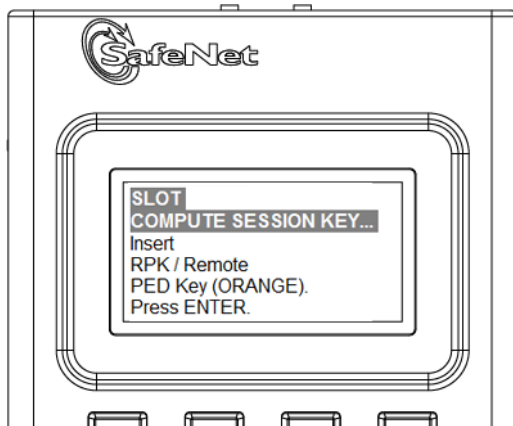 SafeNet
SLOT
COMPUTE SESSION KEY...
Insert
RPK / Remote
PED Key (ORANGE).
Press ENTER.